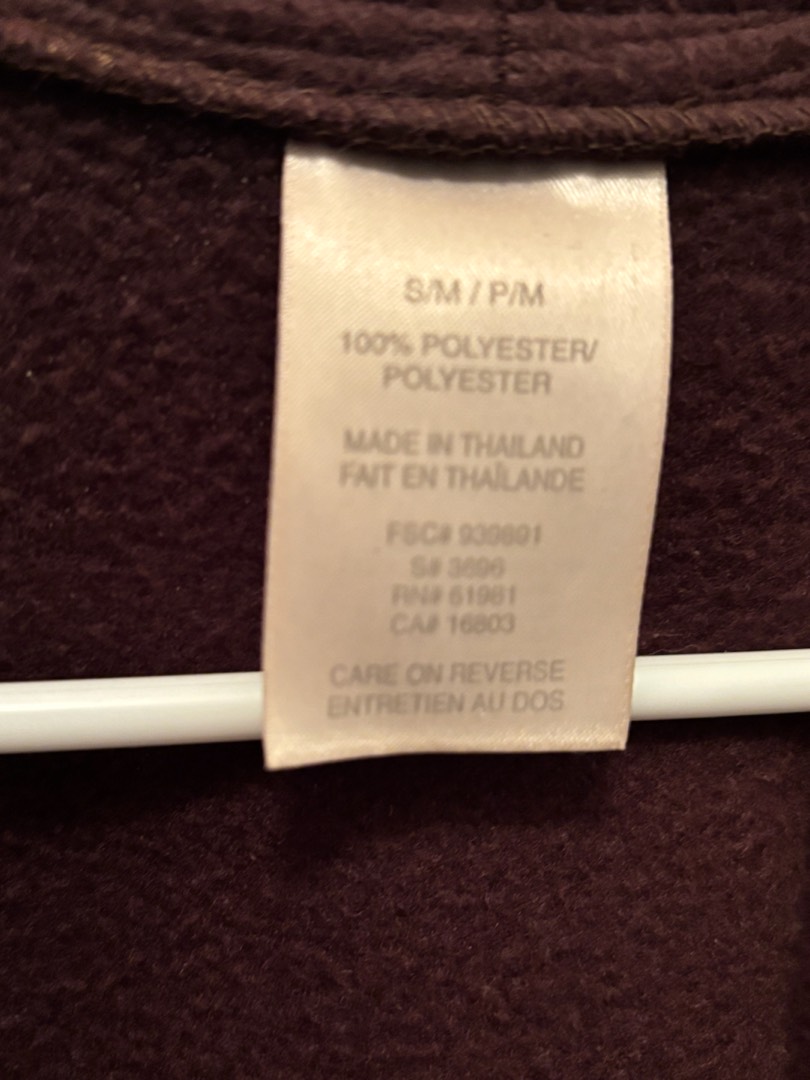 S/M / P/M
100% POLYESTER/
POLYESTER
MADE IN THAILAND
FAIT EN THAÏLANDE
FSC# 939891
S# 3696
RN# 61981
CA# 16803
CARE ON REVERSE
ENTRETIEN AU DOS